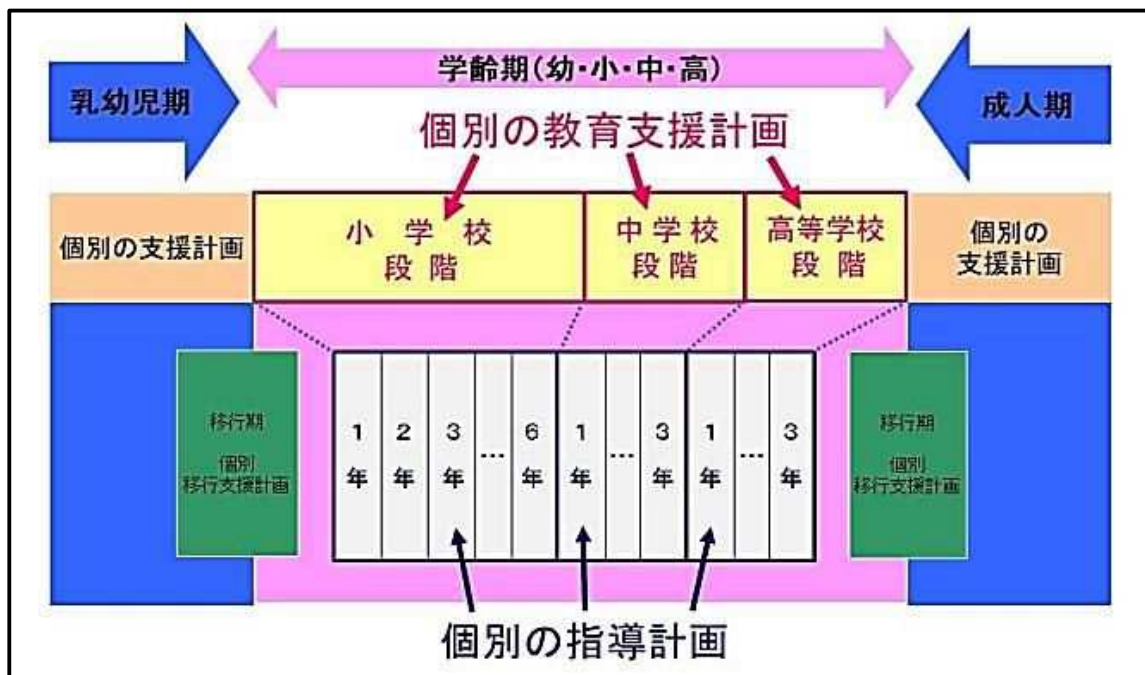 学齢期(幼・小・中・高)
乳幼児期
成人期
個別の教育支援計画
個別の支援計画
小学校
段階
中学校
段階
高等学校
段階
個別の
支援計画
移行期
個別
移行支援計画
1年
2年
3年
…
6年
1年
…
3年
1年
…
3年
移行期
個別
移行支援計画
個別の指導計画